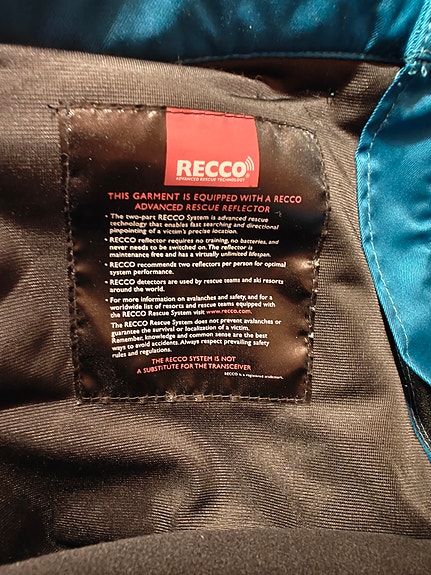 RECCO
ADVANCED RESCUE TECHNOLOGY
THIS GARMENT IS EQUIPPED WITH A RECCO
ADVANCED RESCUE REFLECTOR
• The two-part RECCO System is advanced rescue
technology that enables fast searching and directional
pinpointing of a victim's precise location.
• RECCO reflector requires no training, no batteries, and
never needs to be switched on. The reflector is
maintenance free and has a virtually unlimited lifespan.
• RECCO recommends two reflectors per person for optimal
system performance.
• RECCO detectors are used by rescue teams and ski resorts
around the world.
• For more information on avalanches and safety, and for a
worldwide list of resorts and rescue teams equipped with
the RECCO Rescue System visit www.recco.com.
The RECCO Rescue System does not prevent avalanches or
guarantee the survival or localization of a victim.
Remember, knowledge and common sense are the best
ways to avoid accidents. Always respect prevailing safety
rules and regulations.
THE RECCO SYSTEM IS NOT
A SUBSTITUTE FOR THE TRANSCEIVER
RECCO is a registered trademark.